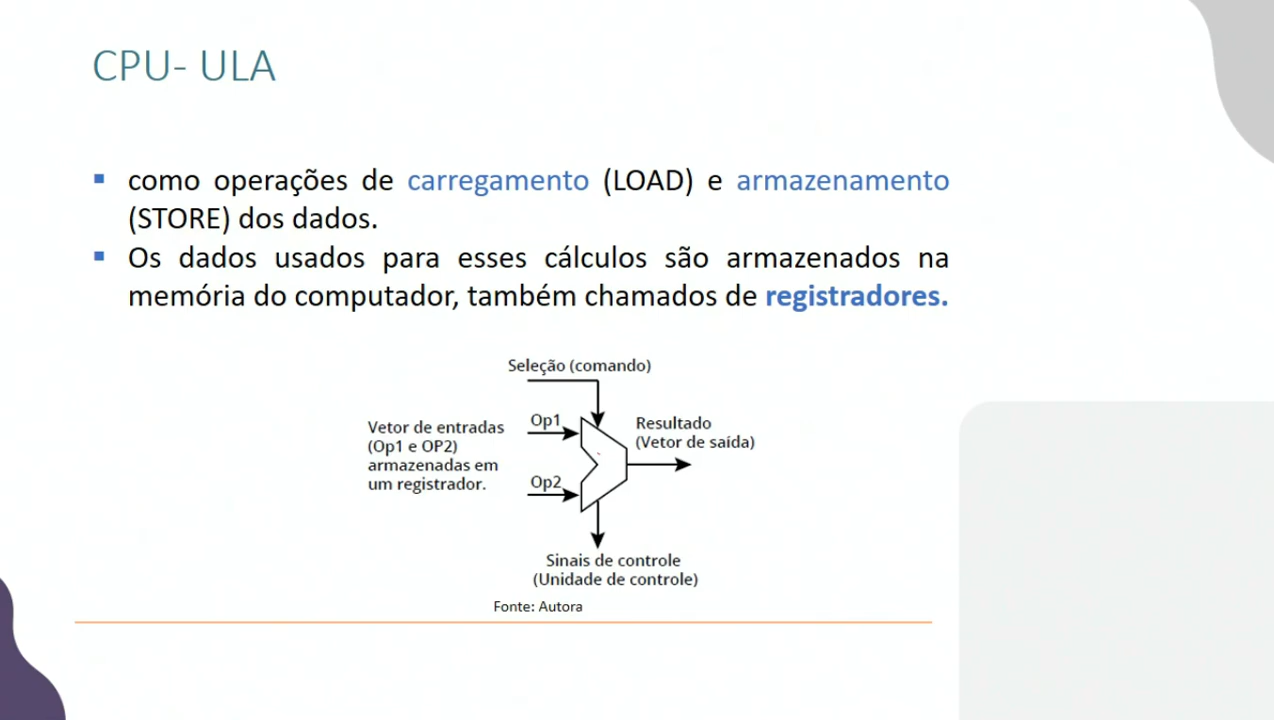 CPU- ULA
como operações de carregamento (LOAD) e armazenamento
(STORE) dos dados.
Os dados usados para esses cálculos são armazenados na
memória do computador, também chamados de registradores.
Seleção (comando)
Vetor de entradas
(Op1 e OP2)
armazenadas em
um registrador.
Op1
Op2
Resultado
(Vetor de saída)
Sinais de controle
(Unidade de controle)
Fonte: Autora